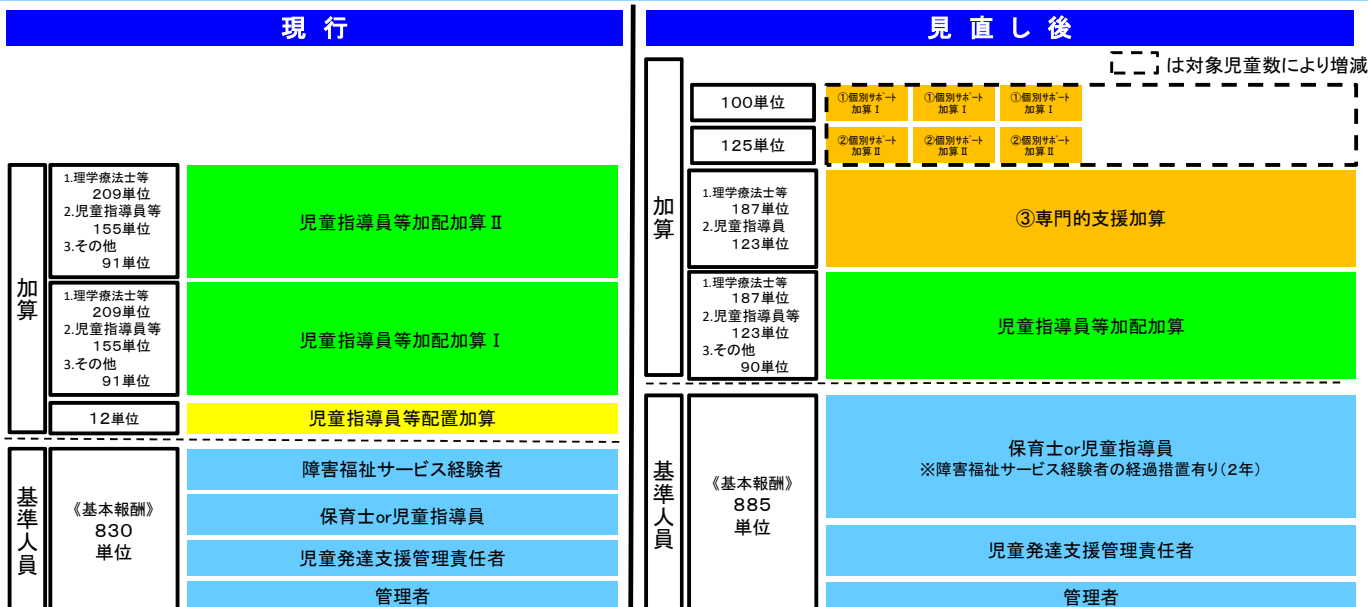 現 行
加算
1.理学療法士等
209単位
2.児童指導員等
155単位
3.その他
91単位
児童指導員等加配加算Ⅱ
1.理学療法士等
209単位
2.児童指導員等
155単位
3.その他
91単位
児童指導員等加配加算Ⅰ
12単位
児童指導員等配置加算
基準人員
《基本報酬》
830
単位
障害福祉サービス経験者
保育士or児童指導員
児童発達支援管理責任者
管理者
見 直 し 後
は対象児童数により増減
加算
100単位
①個別サポート
加算Ⅰ
①個別サポート
加算Ⅰ
①個別サポート
加算Ⅰ
125単位
②個別サポート
加算Ⅱ
②個別サポート
加算Ⅱ
②個別サポート
加算Ⅱ
1.理学療法士等
187単位
2.児童指導員
123単位
③専門的支援加算
1.理学療法士等
187単位
2.児童指導員等
123単位
3.その他
90単位
児童指導員等加配加算
基準人員
《基本報酬》
885
単位
保育士or児童指導員
※障害福祉サービス経験者の経過措置有り(2年)
児童発達支援管理責任者
管理者